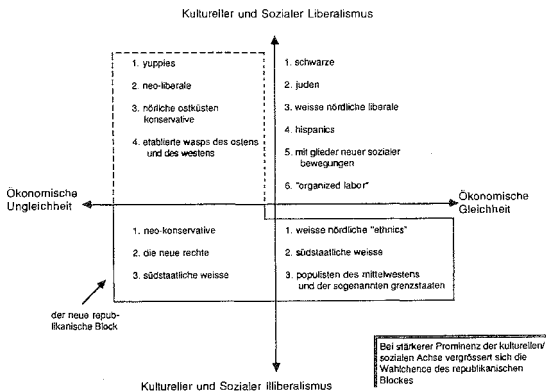 Kultureller und Sozialer Liberalismus
1. yuppies
2. neo-liberale
3. nörliche ostküsten
konservative
4. etablierte wasps des ostens
und des westens
1. schwarze
2. juden
3. weisse nördliche liberale
4. hispanics
5. mit glieder neuer sozialer
bewegungen
6. "organized labor"
Ökonomische
Ungleichheit
Ökonomische
Gleichheit
1. neo-konservative
2. die neue rechte
3. südstaatliche weisse
1. weisse nördliche "ethnics"
2. südstaatliche weisse
3. populisten des mittelwestens
und der sogenannten grenzstaaten
der neue repub-
likanische Block
Bei stärkerer Prominenz der kulturellen/
sozialen Achse vergrössert sich die
Wahlchence des republikanischen
Blockes
Kultureller und Sozialer Illiberalismus